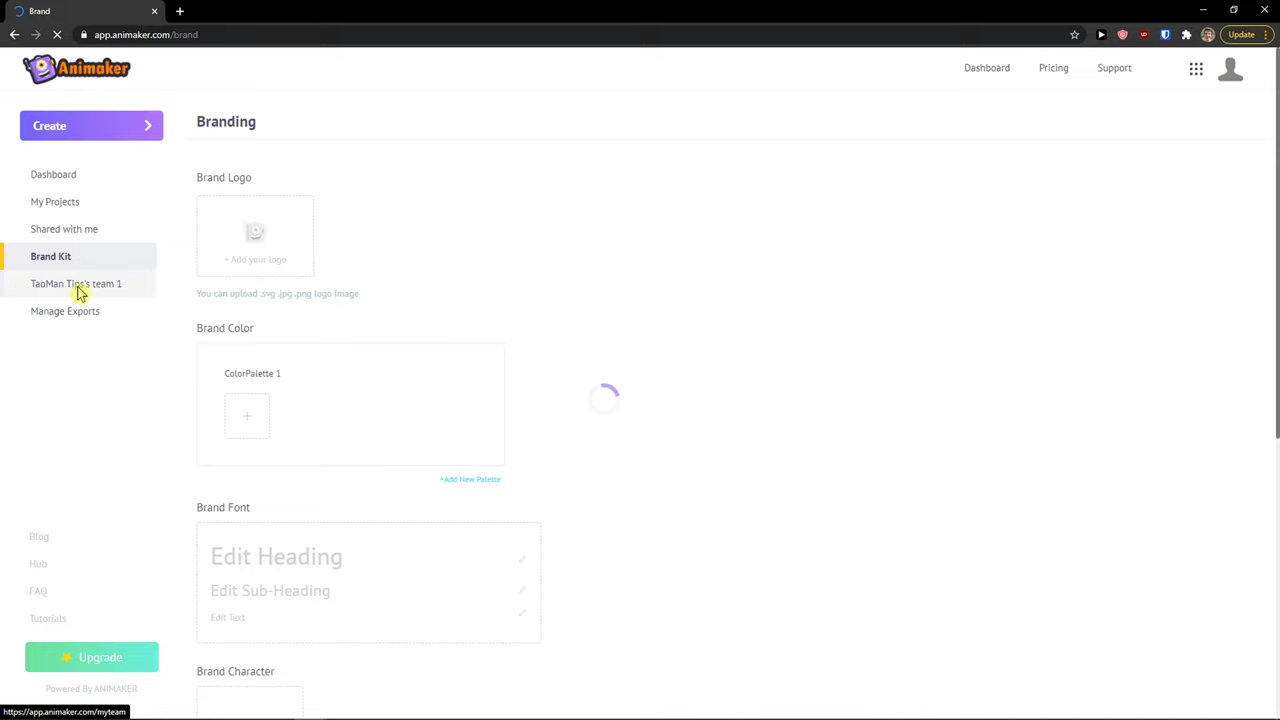 Brand
app.animaker.com/brand
Update
Animaker
Dashboard
Pricing
Support
Create
Dashboard
My Projects
Shared with me
Brand Kit
TaoMan Tips's team 1
Manage Exports
Blog
Hub
FAQ
Tutorials
Upgrade
Powered By ANIMAKER
Branding
Brand Logo
+ Add your logo
You can upload .svg .jpg .png logo image
Brand Color
ColorPalette 1
+
+Add New Palette
Brand Font
Edit Heading
Edit Sub-Heading
Edit Text
Brand Character
https://app.animaker.com/myteam